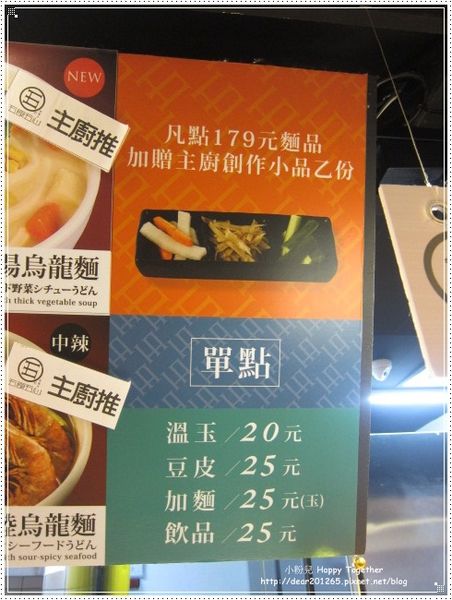 NEW
主廚推
凡點179元麵品
加贈主廚創作小品乙份
湯烏龍麵
ド野菜シチューうどん
th thick vegetable soup
中辣
主廚推
烏龍麵
シーフードうどん
ith sour-spicy seafood
單點
溫玉/20元
豆皮/25元
加麵/25元(玉)
飲品/25元
小粉兒 Happy Together
http://dear201265.pixnet.net/blog